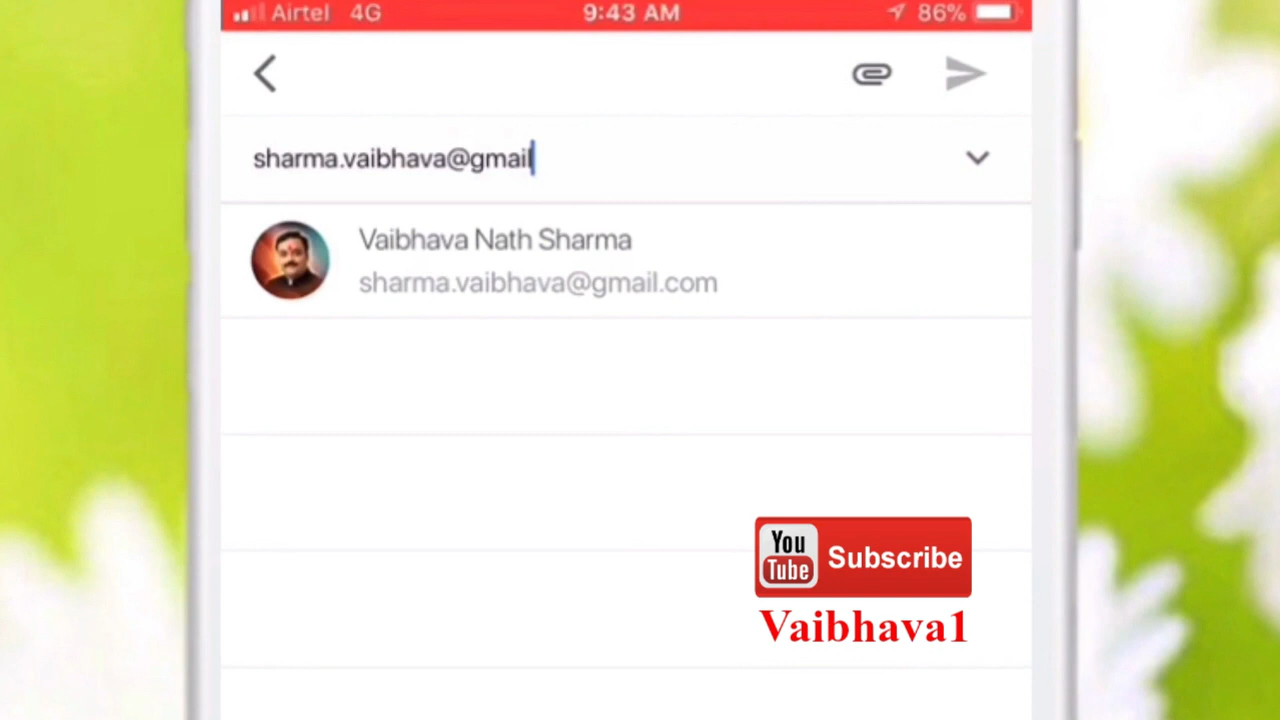 Airtel 4G 9:43 AM 86%
sharma.vaibhava@gmail
Vaibhava Nath Sharma
sharma.vaibhava@gmail.com
You
Tube
Subscribe
Vaibhava1